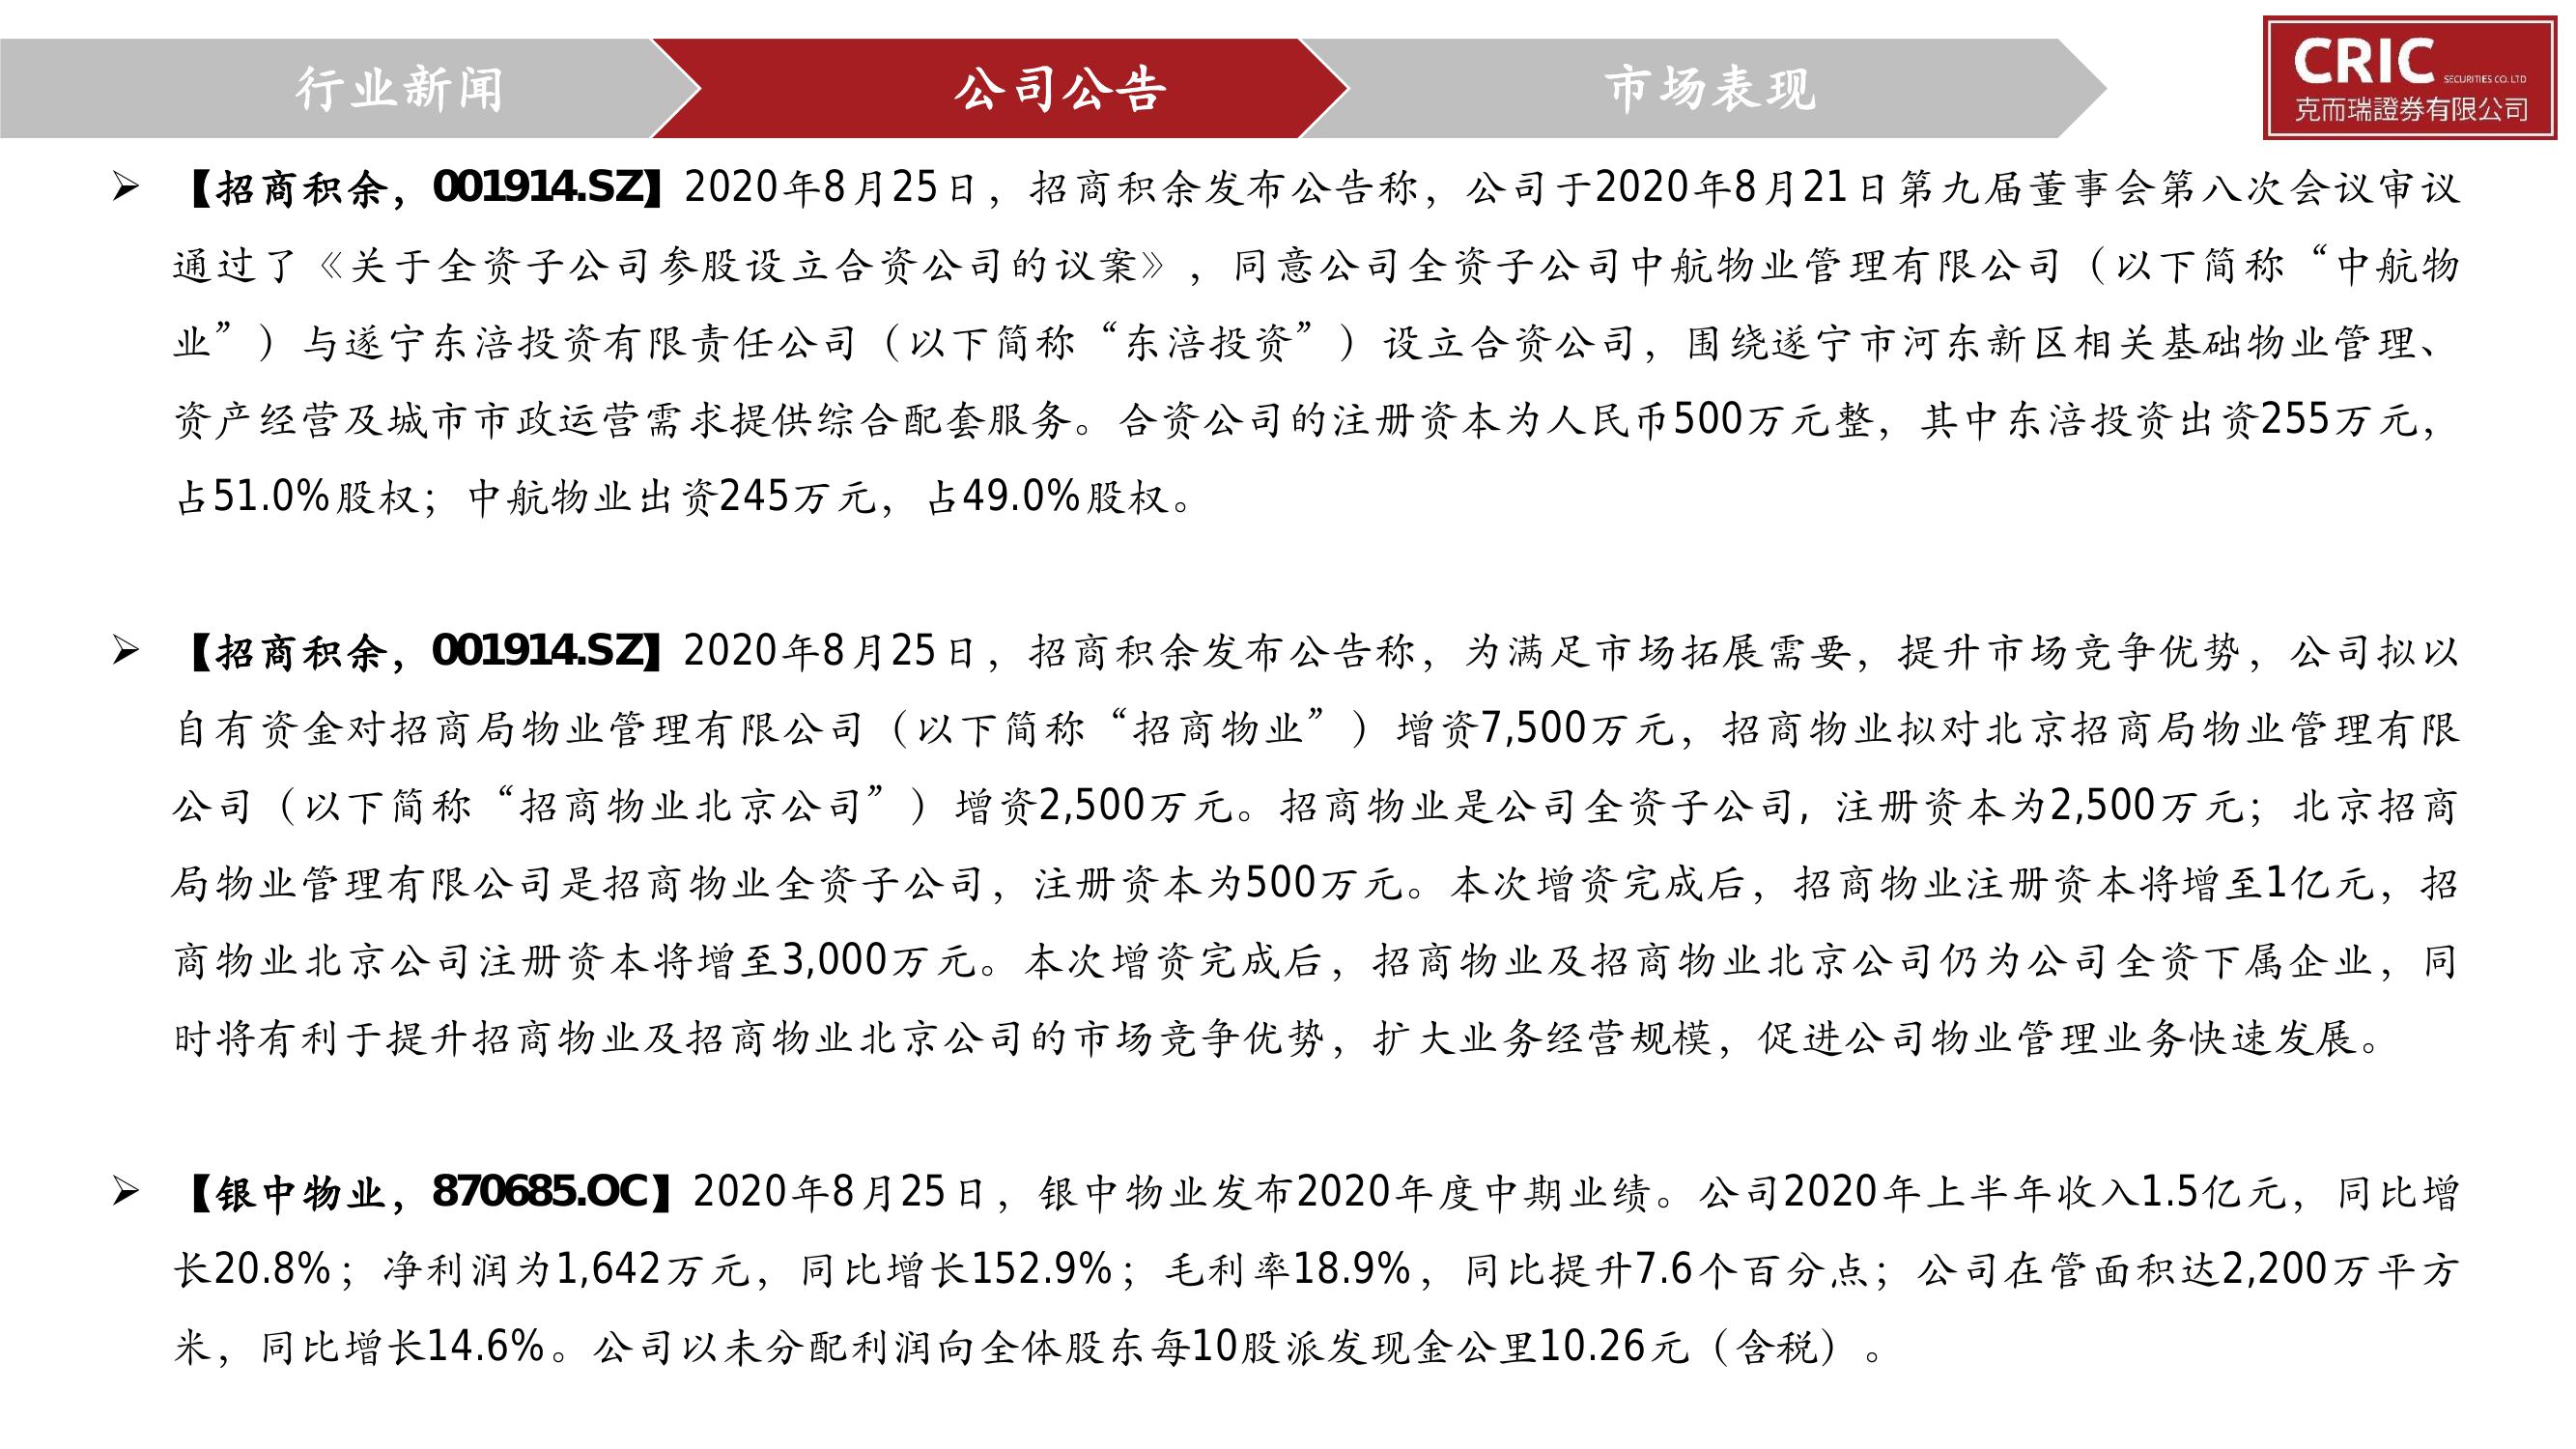 行业新闻
公司公告
市场表现
CRIC SECURITIES CO. LTD
克而瑞證券有限公司
➢ 【招商积余，001914.SZ】2020年8月25日，招商积余发布公告称，公司于2020年8月21日第九届董事会第八次会议审议
通过了《关于全资子公司参股设立合资公司的议案》，同意公司全资子公司中航物业管理有限公司（以下简称“中航物
业”）与遂宁东涪投资有限责任公司（以下简称“东涪投资”）设立合资公司，围绕遂宁市河东新区相关基础物业管理、
资产经营及城市市政运营需求提供综合配套服务。合资公司的注册资本为人民币500万元整，其中东涪投资出资255万元，
占51.0%股权；中航物业出资245万元，占49.0%股权。
➢ 【招商积余，001914.SZ】2020年8月25日，招商积余发布公告称，为满足市场拓展需要，提升市场竞争优势，公司拟以
自有资金对招商局物业管理有限公司（以下简称“招商物业”）增资7,500万元，招商物业拟对北京招商局物业管理有限
公司（以下简称“招商物业北京公司”）增资2,500万元。招商物业是公司全资子公司, 注册资本为2,500万元；北京招商
局物业管理有限公司是招商物业全资子公司，注册资本为500万元。本次增资完成后，招商物业注册资本将增至1亿元，招
商物业北京公司注册资本将增至3,000万元。本次增资完成后，招商物业及招商物业北京公司仍为公司全资下属企业，同
时将有利于提升招商物业及招商物业北京公司的市场竞争优势，扩大业务经营规模，促进公司物业管理业务快速发展。
➢ 【银中物业，870685.OC】2020年8月25日，银中物业发布2020年度中期业绩。公司2020年上半年收入1.5亿元，同比增
长20.8%；净利润为1,642万元，同比增长152.9%；毛利率18.9%，同比提升7.6个百分点；公司在管面积达2,200万平方
米，同比增长14.6%。公司以未分配利润向全体股东每10股派发现金公里10.26元（含税）。